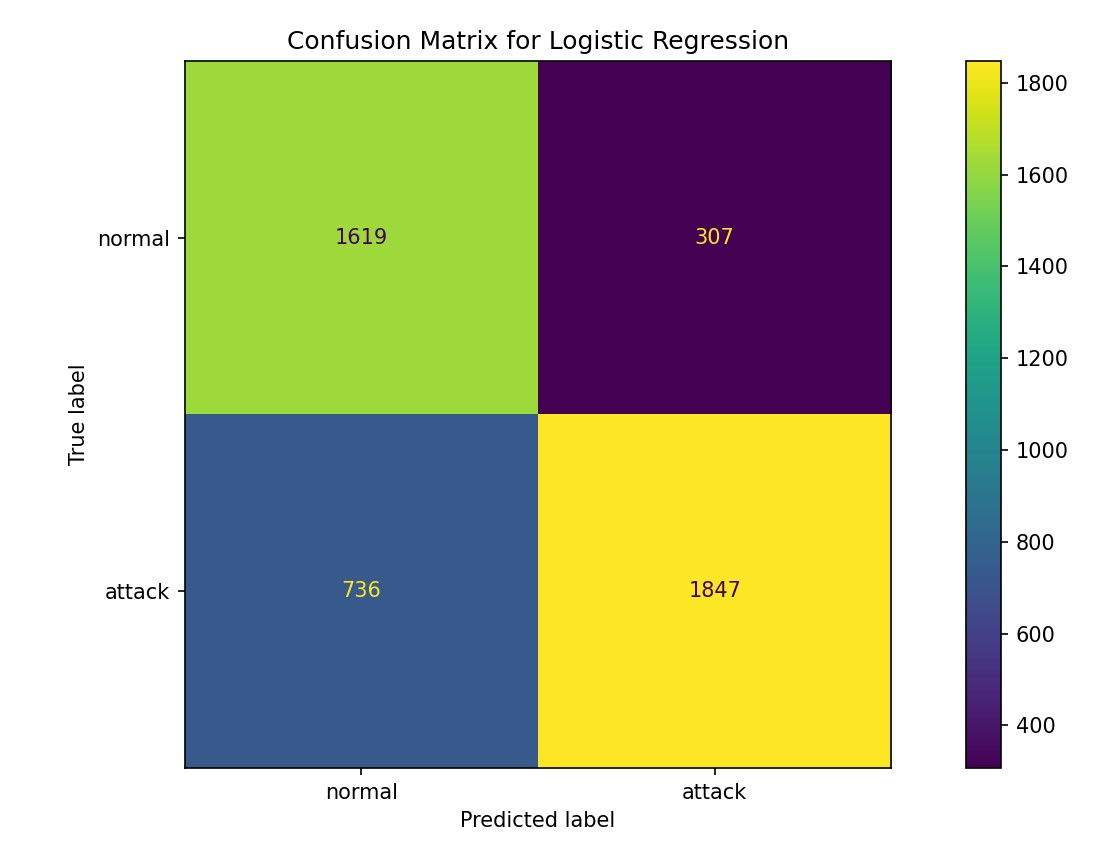 Confusion Matrix for Logistic Regression
True label
normal
1619
307
attack
736
1847
normal
attack
Predicted label
1800
1600
1400
1200
1000
800
600
400